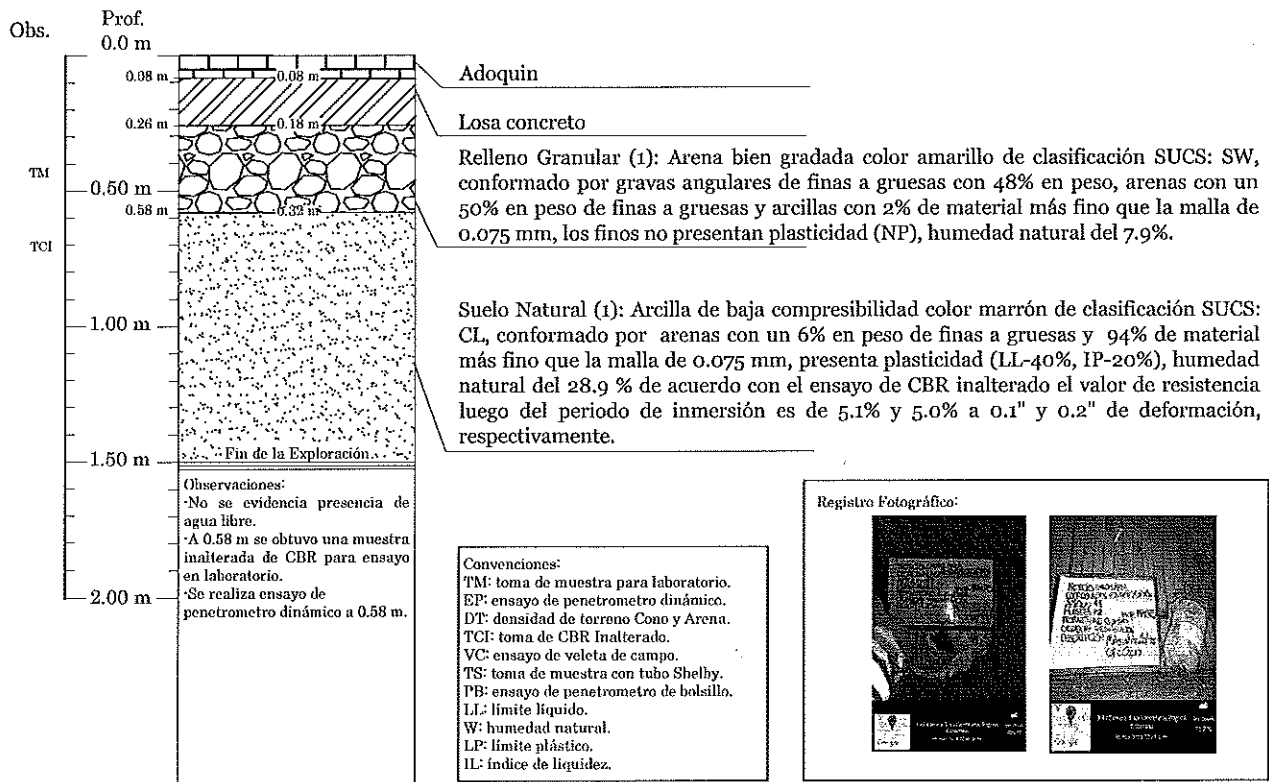 Obs.
Prof.
0.0 m
0.08 m
0.08 m
Adoquin
0.26 m
0.18 m
Losa concreto
TM
0.50 m
0.58 m
0.32 m
Relleno Granular (1): Arena bien gradada color amarillo de clasificación SUCS: SW,
conformado por gravas angulares de finas a gruesas con 48% en peso, arenas con un
50% en peso de finas a gruesas y arcillas con 2% de material más fino que la malla de
0.075 mm, los finos no presentan plasticidad (NP), humedad natural del 7.9%.
TCI
1.00 m
Suelo Natural (1): Arcilla de baja compresibilidad color marrón de clasificación SUCS:
CL, conformado por arenas con un 6% en peso de finas a gruesas y 94% de material
más fino que la malla de 0.075 mm, presenta plasticidad (LL-40%, IP-20%), humedad
natural del 28.9 % de acuerdo con el ensayo de CBR inalterado el valor de resistencia
luego del periodo de inmersión es de 5.1% y 5.0% a 0.1" y 0.2" de deformación,
respectivamente.
Fin de la Exploración
1.50 m
Observaciones:
-No se evidencia presencia de
agua libre.
-A 0.58 m se obtuvo una muestra
inalterada de CBR para ensayo
en laboratorio.
-Se realiza ensayo de
penetrometro dinámico a 0.58 m.
2.00 m
Convenciones:
TM: toma de muestra para laboratorio.
EP: ensayo de penetrometro dinámico.
DT: densidad de terreno Cono y Arena.
TCI: toma de CBR Inalterado.
VC: ensayo de veleta de campo.
TS: toma de muestra con tubo Shelby.
PB: ensayo de penetrometro de bolsillo.
LL: límite líquido.
W: humedad natural.
LP: límite plástico.
IL: índice de liquidez.
Registro Fotográfico: